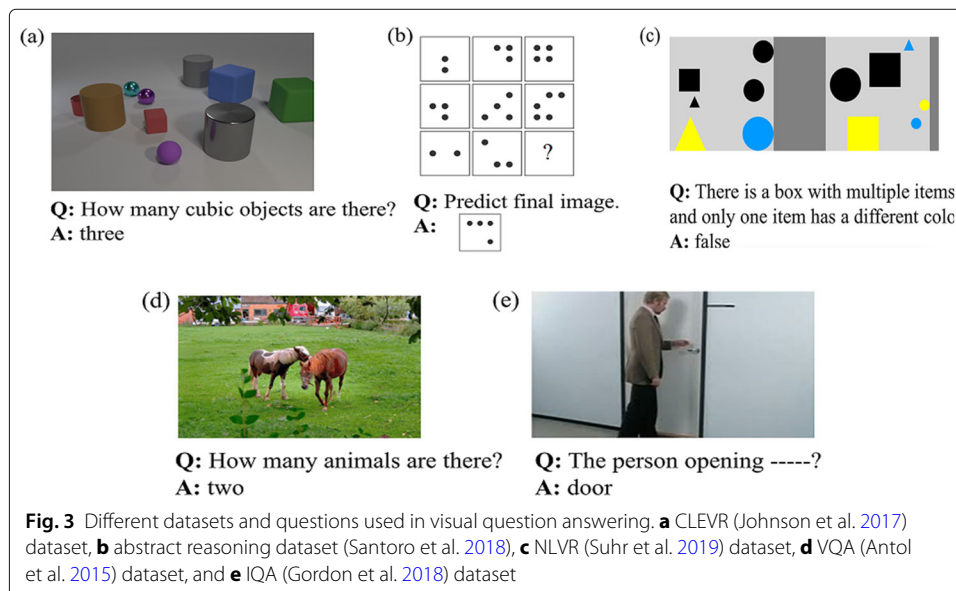 (a)
(b)
(c)
?
Q: How many cubic objects are there?
A: three
Q: Predict final image.
A:
Q: There is a box with multiple items
and only one item has a different colo
A: false
(d)
(e)
Q: How many animals are there?
A: two
Q: The person opening -----?
A: door
Fig. 3 Different datasets and questions used in visual question answering. a CLEVR (Johnson et al. 2017)
dataset, b abstract reasoning dataset (Santoro et al. 2018), c NLVR (Suhr et al. 2019) dataset, d VQA (Antol
et al. 2015) dataset, and e IQA (Gordon et al. 2018) dataset